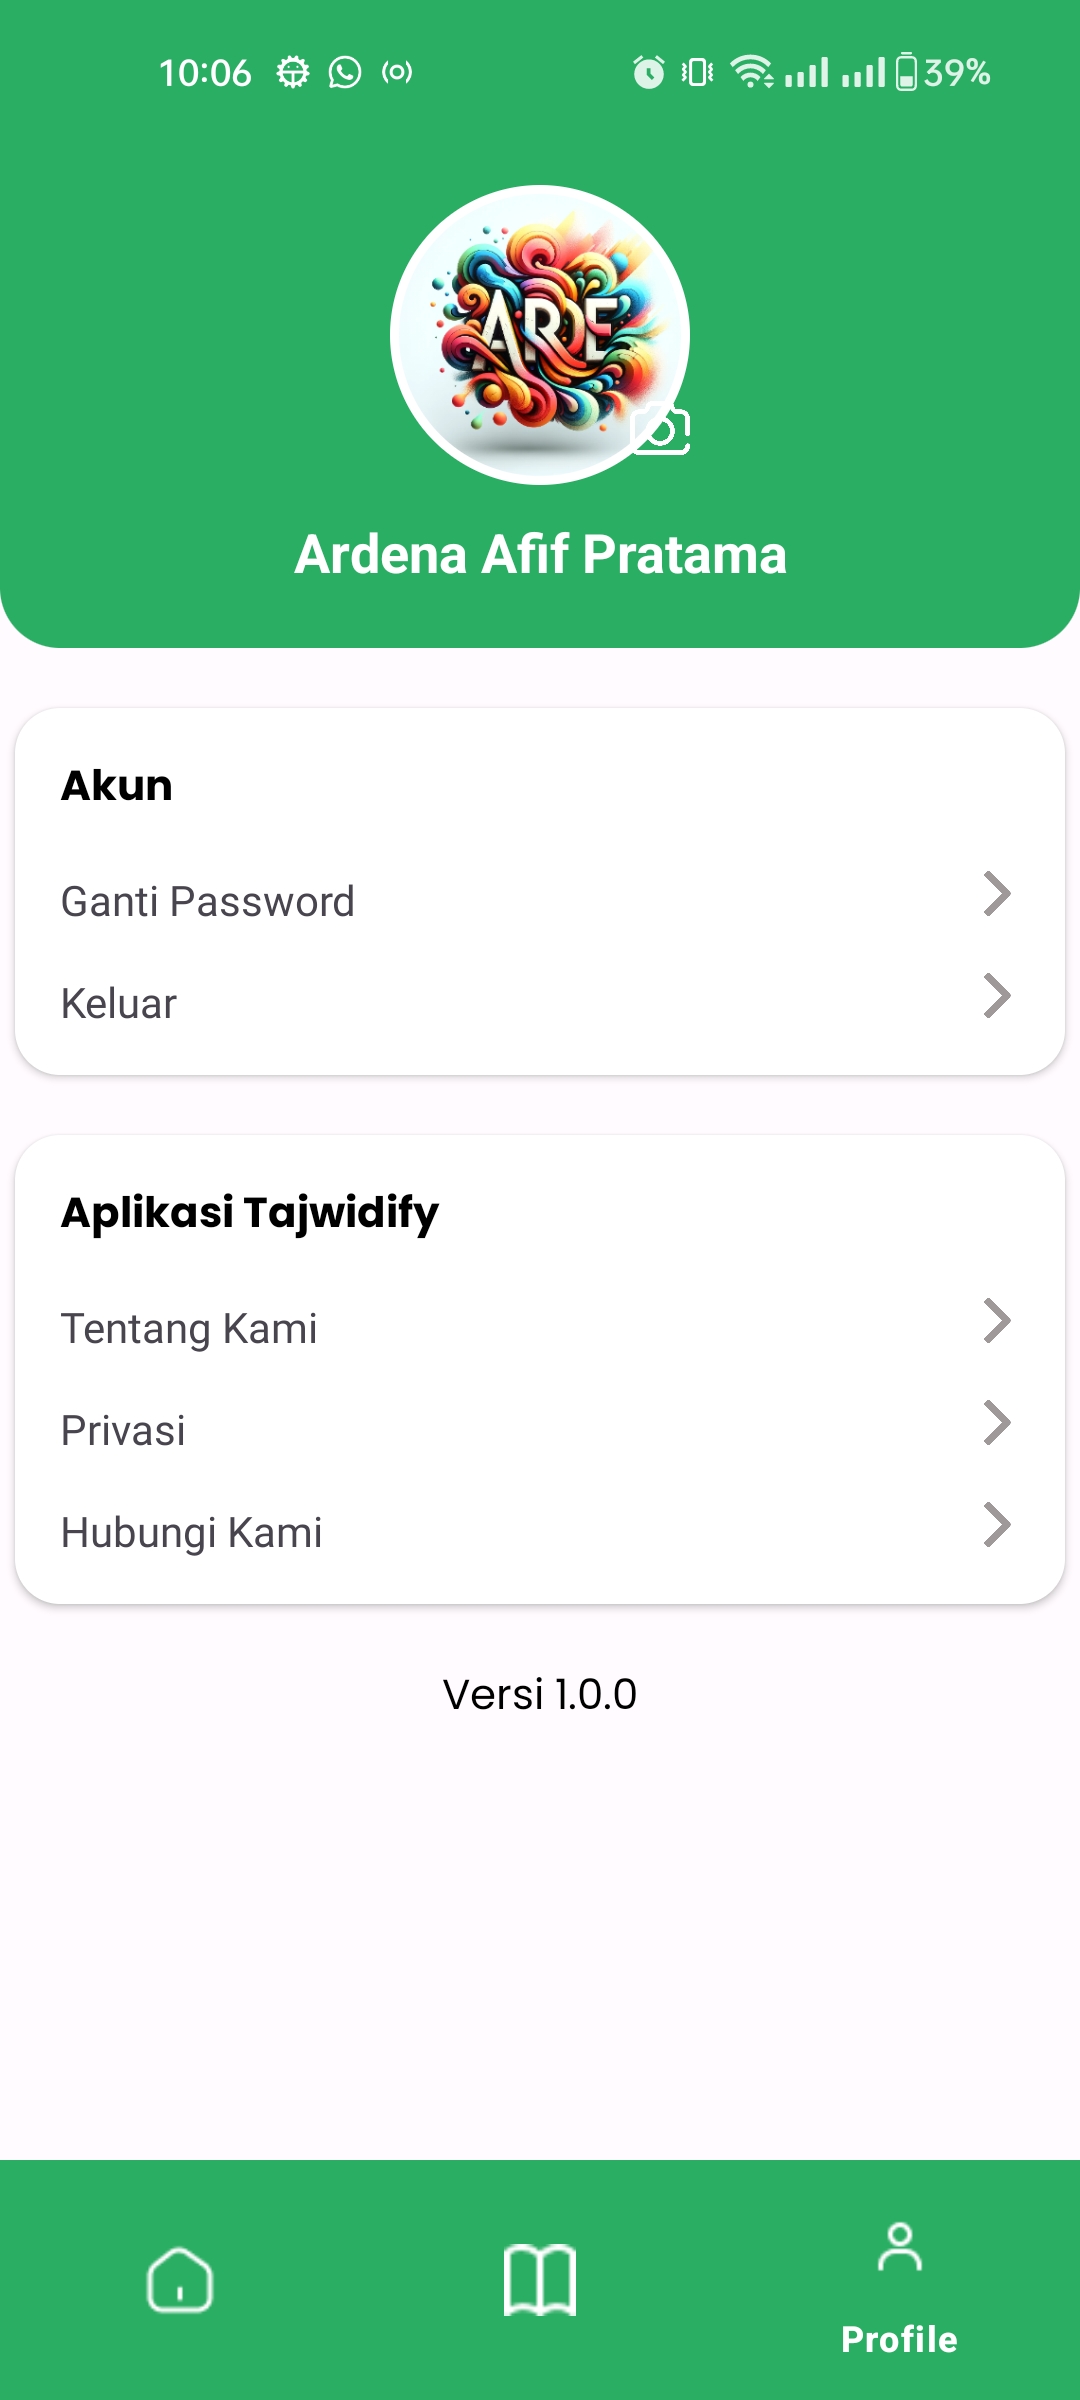 10:06
39%
ARDE
Ardena Afif Pratama
Akun
Ganti Password
Keluar
Aplikasi Tajwidify
Tentang Kami
Privasi
Hubungi Kami
Versi 1.0.0
Profile